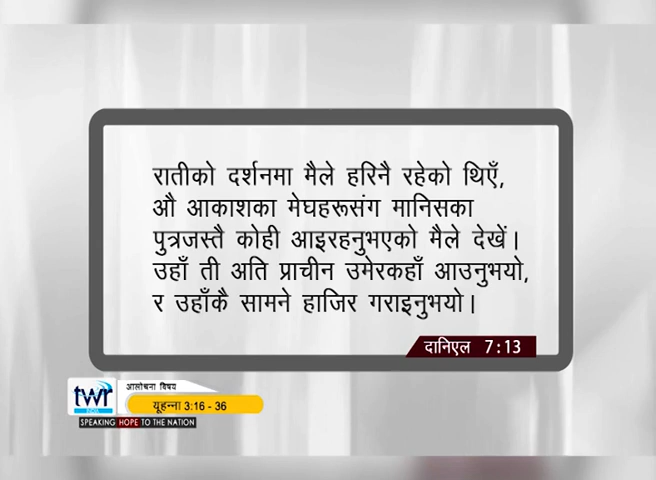 रातीको दर्शनमा मैले हरिनै रहेको थिएँ,
औ आकाशका मेघहरूसंग मानिसका
पुत्रजस्तै कोही आइरहनुभएको मैले देखें।
उहाँ ती अति प्राचीन उमेरकहाँ आउनुभयो,
र उहाँकै सामने हाजिर गराइनुभयो।
दानिएल 7:13
twr
INDIA
आलोचना विषय
यूहन्ना 3:16 - 36
SPEAKING HOPE TO THE NATION